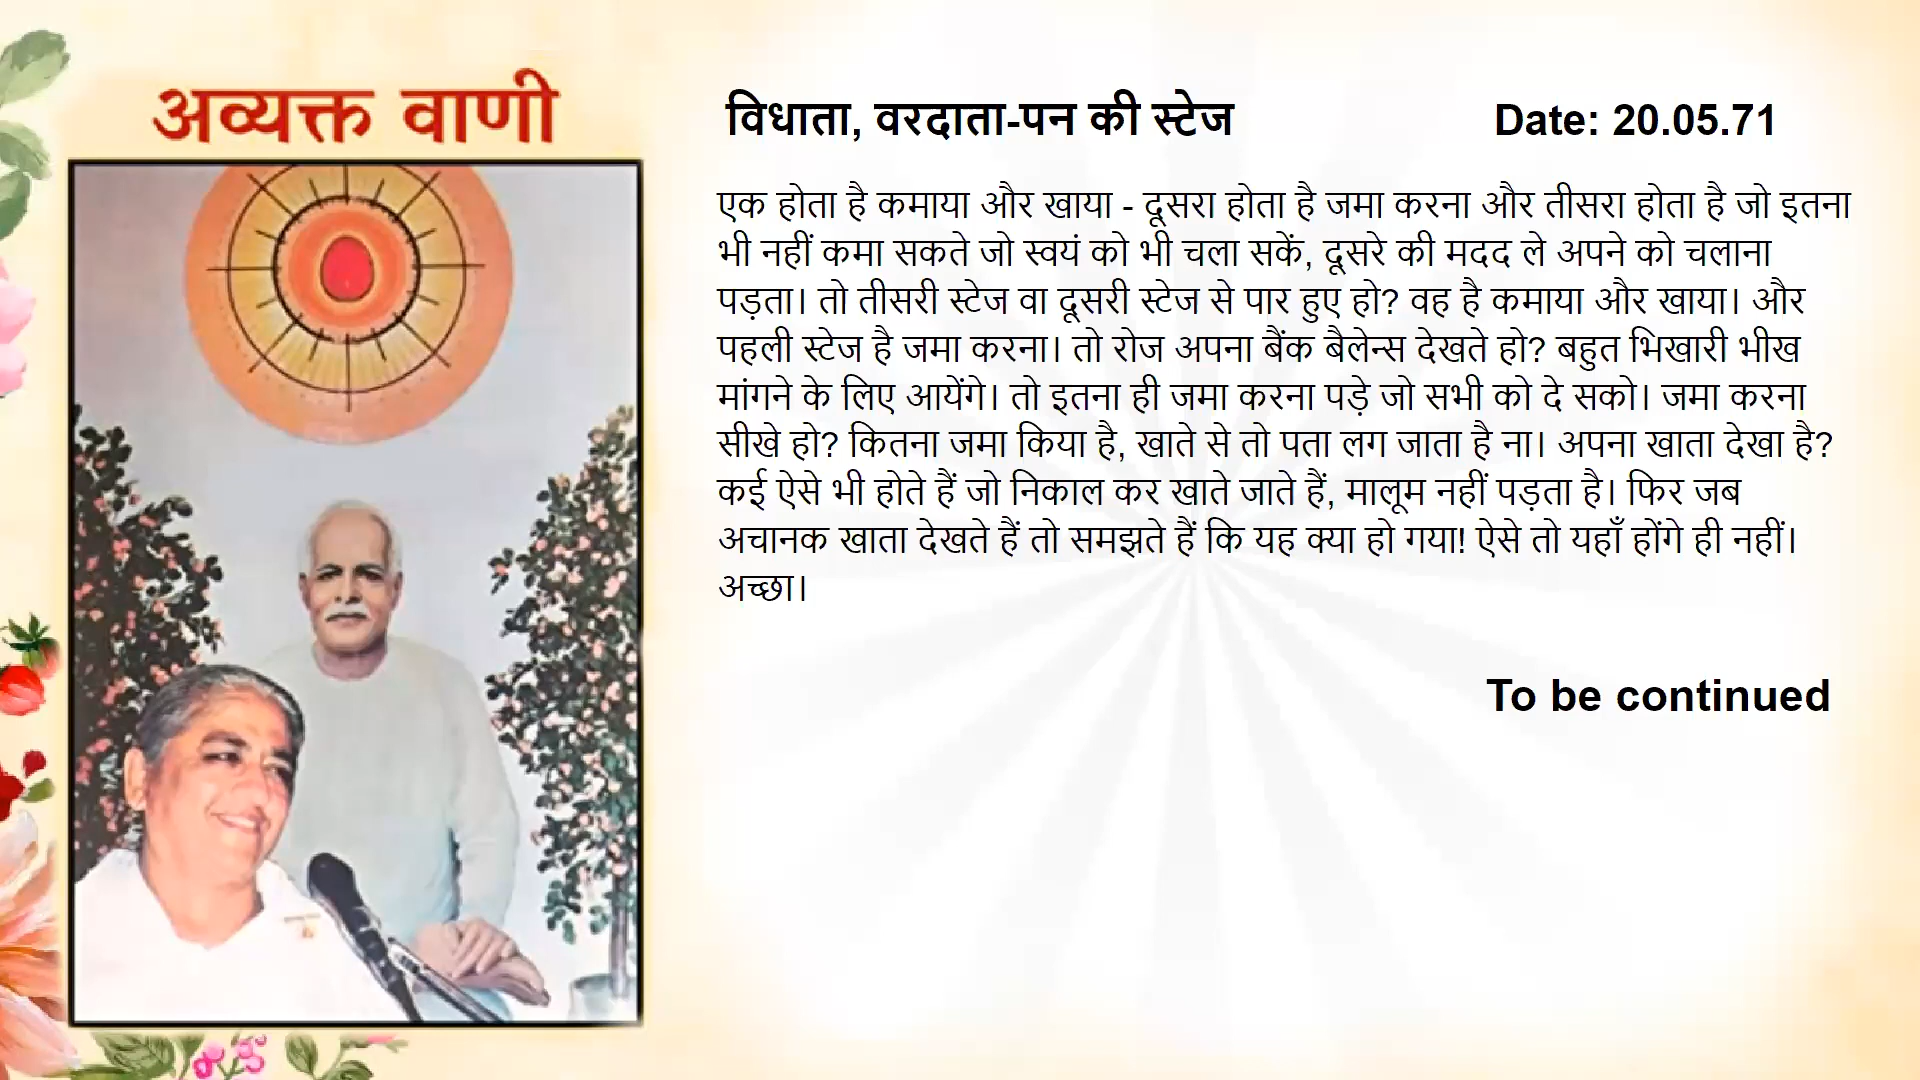 अव्यक्त वाणी
विधाता, वरदाता-पन की स्टेज
Date: 20.05.71
एक होता है कमाया और खाया - दूसरा होता है जमा करना और तीसरा होता है जो इतना
भी नहीं कमा सकते जो स्वयं को भी चला सकें, दूसरे की मदद ले अपने को चलाना
पड़ता। तो तीसरी स्टेज वा दूसरी स्टेज से पार हुए हो? वह है कमाया और खाया। और
पहली स्टेज है जमा करना। तो रोज अपना बैंक बैलेन्स देखते हो? बहुत भिखारी भीख
मांगने के लिए आयेंगे। तो इतना ही जमा करना पड़े जो सभी को दे सको। जमा करना
सीखे हो? कितना जमा किया है, खाते से तो पता लग जाता है ना। अपना खाता देखा है?
कई ऐसे भी होते हैं जो निकाल कर खाते जाते हैं, मालूम नहीं पड़ता है। फिर जब
अचानक खाता देखते हैं तो समझते हैं कि यह क्या हो गया! ऐसे तो यहाँ होंगे ही नहीं।
अच्छा।
To be continued